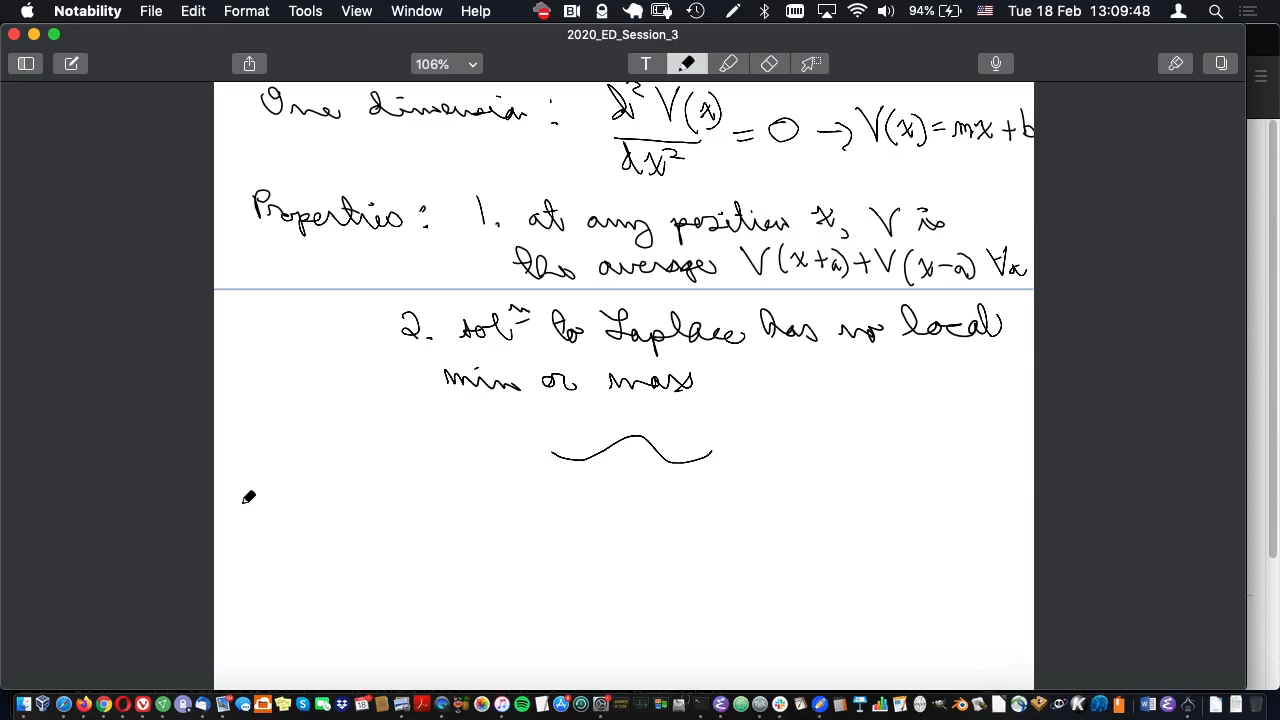 Notability File Edit Format Tools View Window Help 94% Tue 18 Feb 13:09:48
2020_ED_Session_3
106% T
One dimension : d² V(x) / dx² = 0 → V(x) = mx + b
Properties : 1. at any position x, V is
the average V(x+a)+V(x-a) ∀x
2. solⁿ to Laplace has no local
min or max